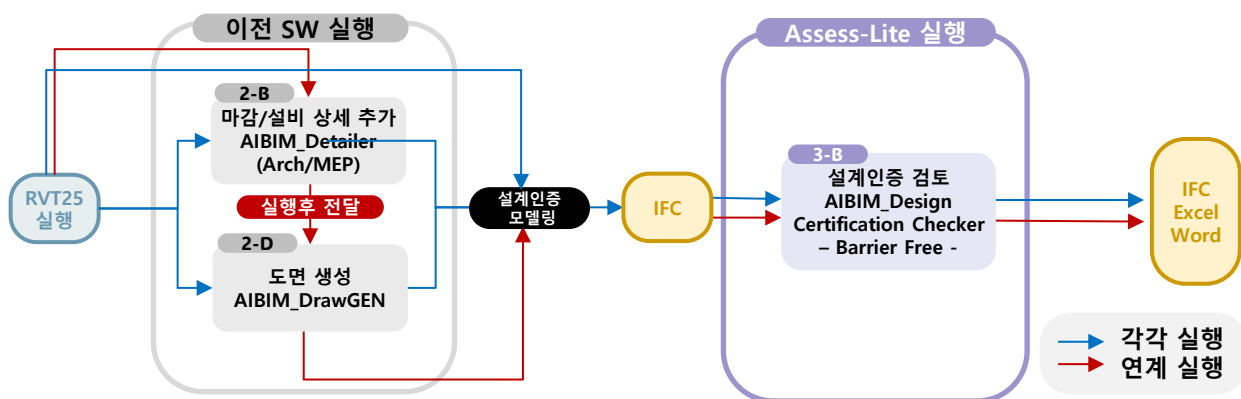 이전 SW 실행
Assess-Lite 실행
2-B
마감/설비 상세 추가
AIBIM_Detailer
(Arch/MEP)
RVT25
실행
실행후 전달
2-D
도면 생성
AIBIM_DrawGEN
설계인증
모델링
IFC
3-B
설계인증 검토
AIBIM_Design
Certification Checker
– Barrier Free -
IFC
Excel
Word
각각 실행
연계 실행